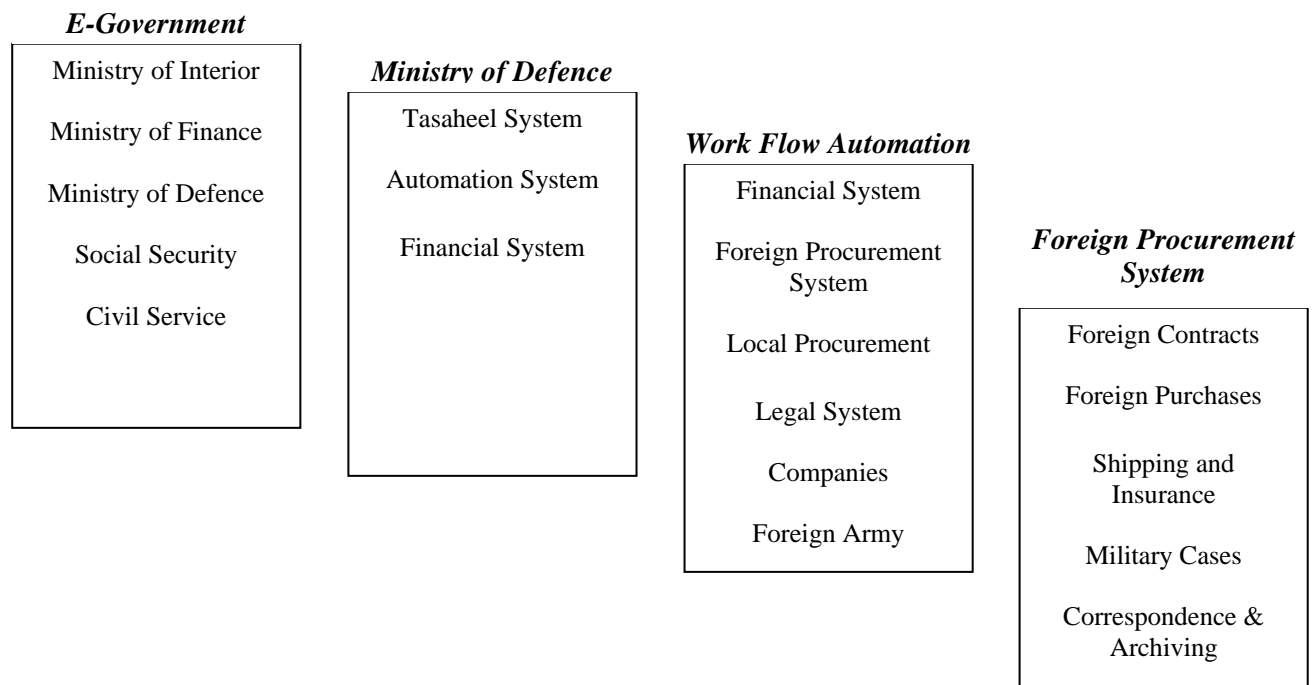 E-Government
Ministry of Interior
Ministry of Finance
Ministry of Defence
Social Security
Civil Service
Ministry of Defence
Tasaheel System
Automation System
Financial System
Work Flow Automation
Financial System
Foreign Procurement
System
Local Procurement
Legal System
Companies
Foreign Army
Foreign Procurement
System
Foreign Contracts
Foreign Purchases
Shipping and
Insurance
Military Cases
Correspondence &
Archiving